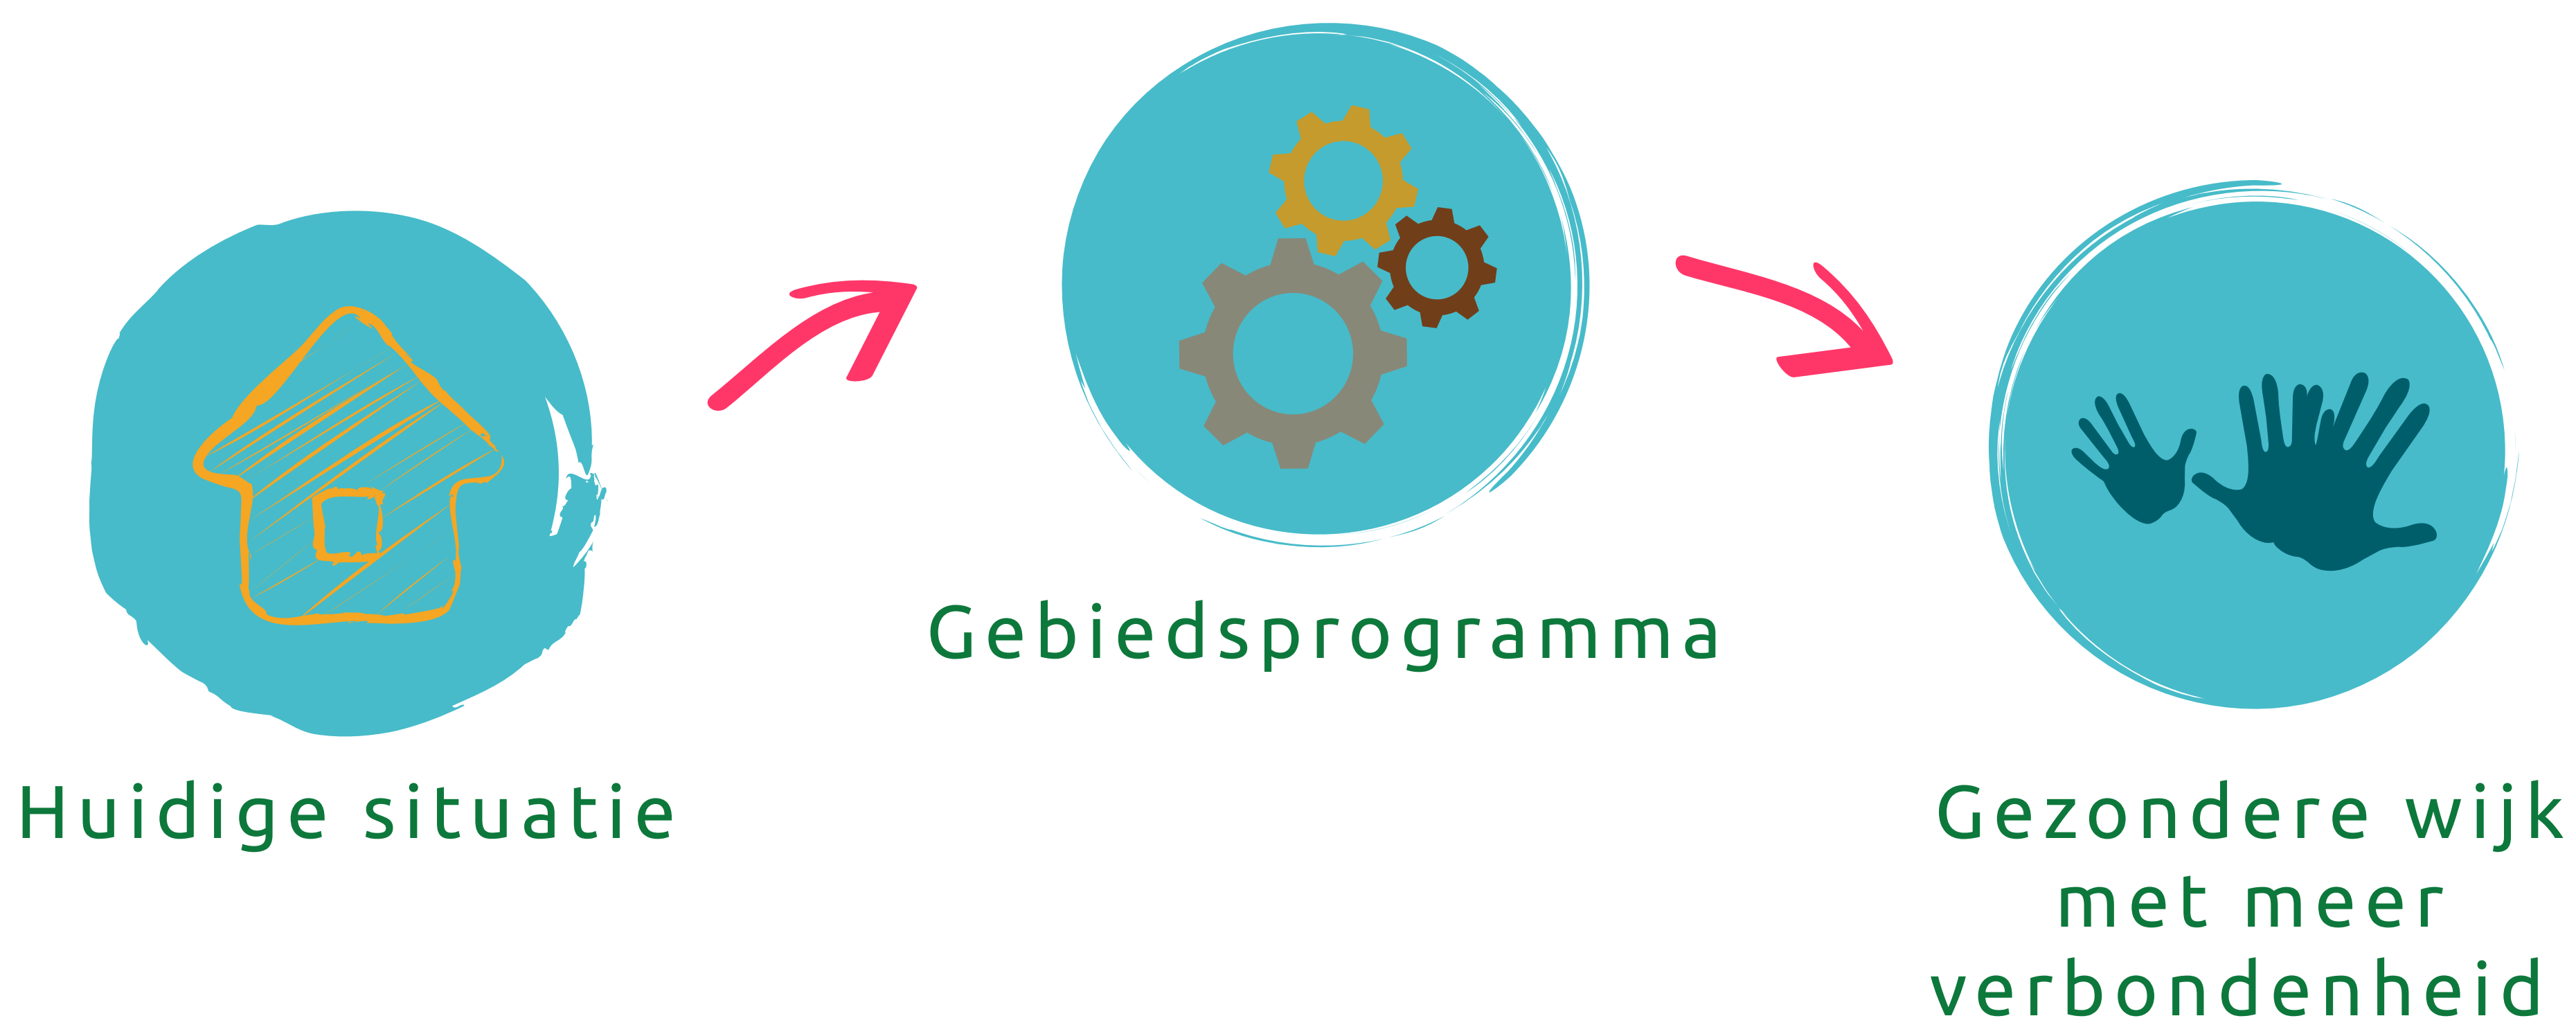 Huidige situatie
Gebiedsprogramma
Gezondere wijk
met meer
verbondenheid